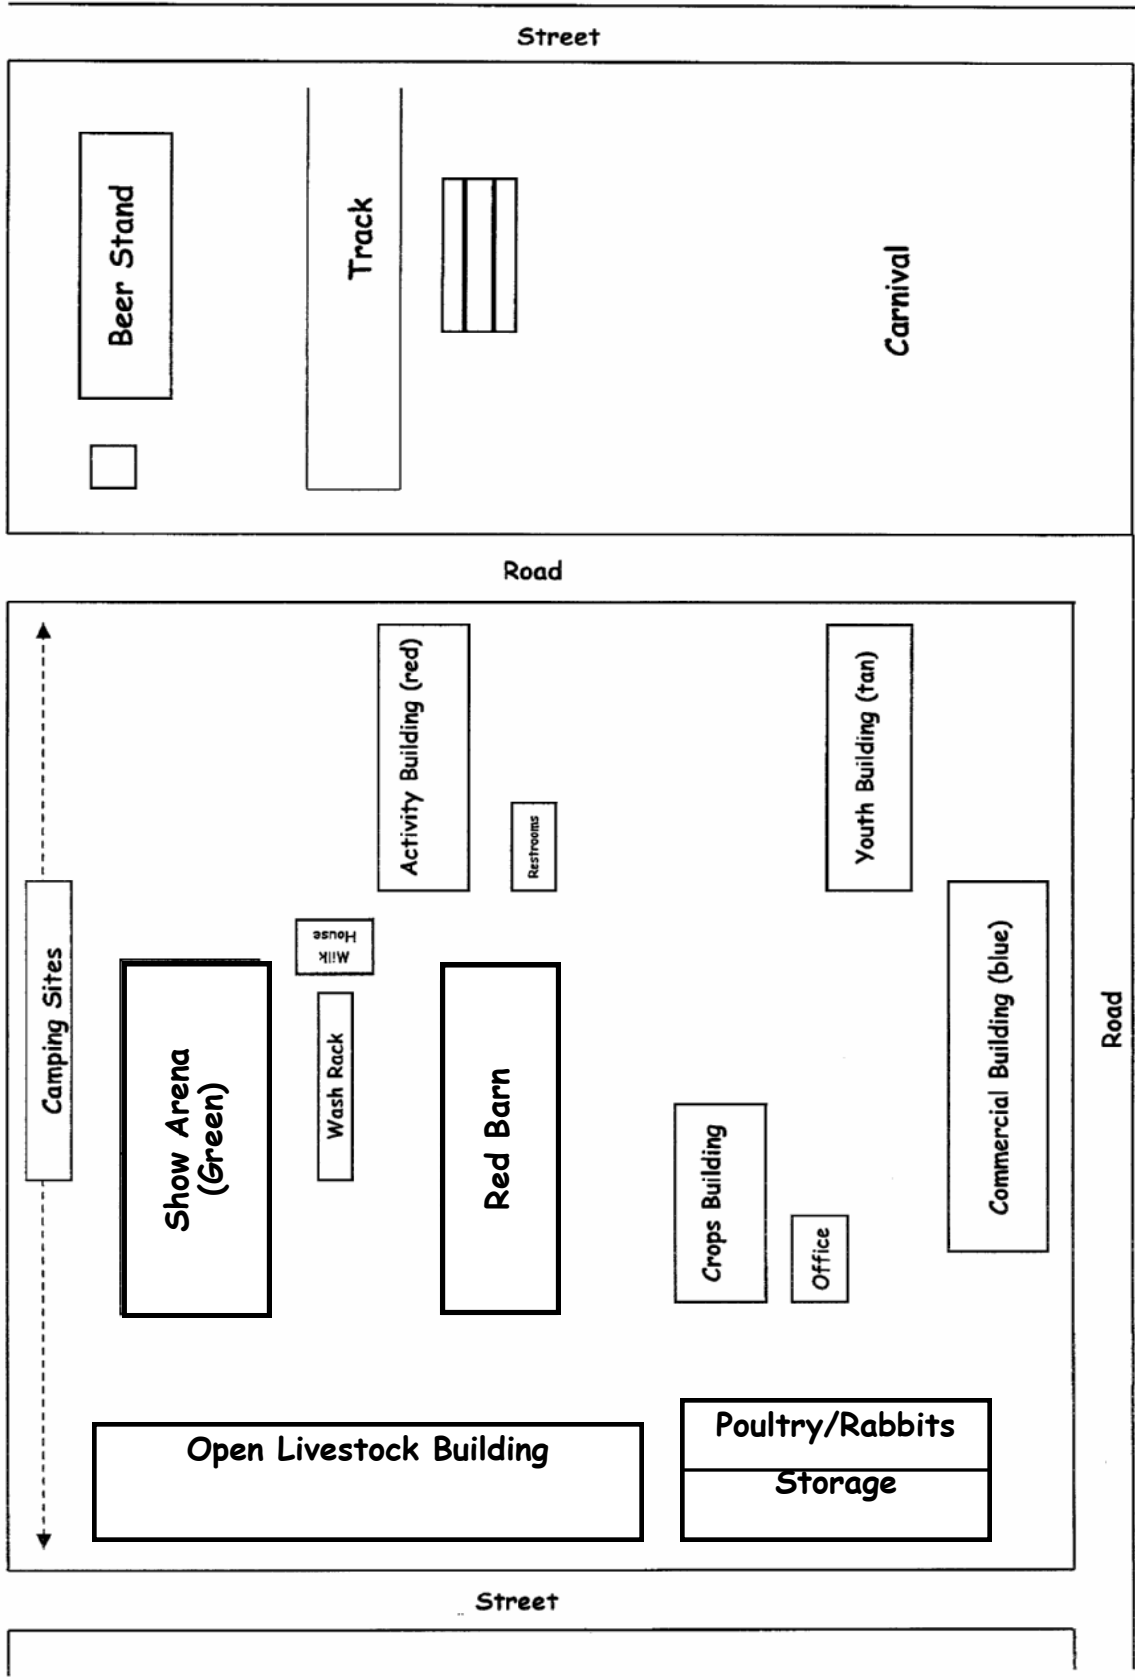 Street
Beer Stand
Track
Carnival
Road
Activity Building (red)
Youth Building (tan)
Restrooms
Camping Sites
Milk
House
Show Arena
(Green)
Wash Rack
Red Barn
Commercial Building (blue)
Road
Crops Building
Office
Open Livestock Building
Poultry/Rabbits
Storage
Street